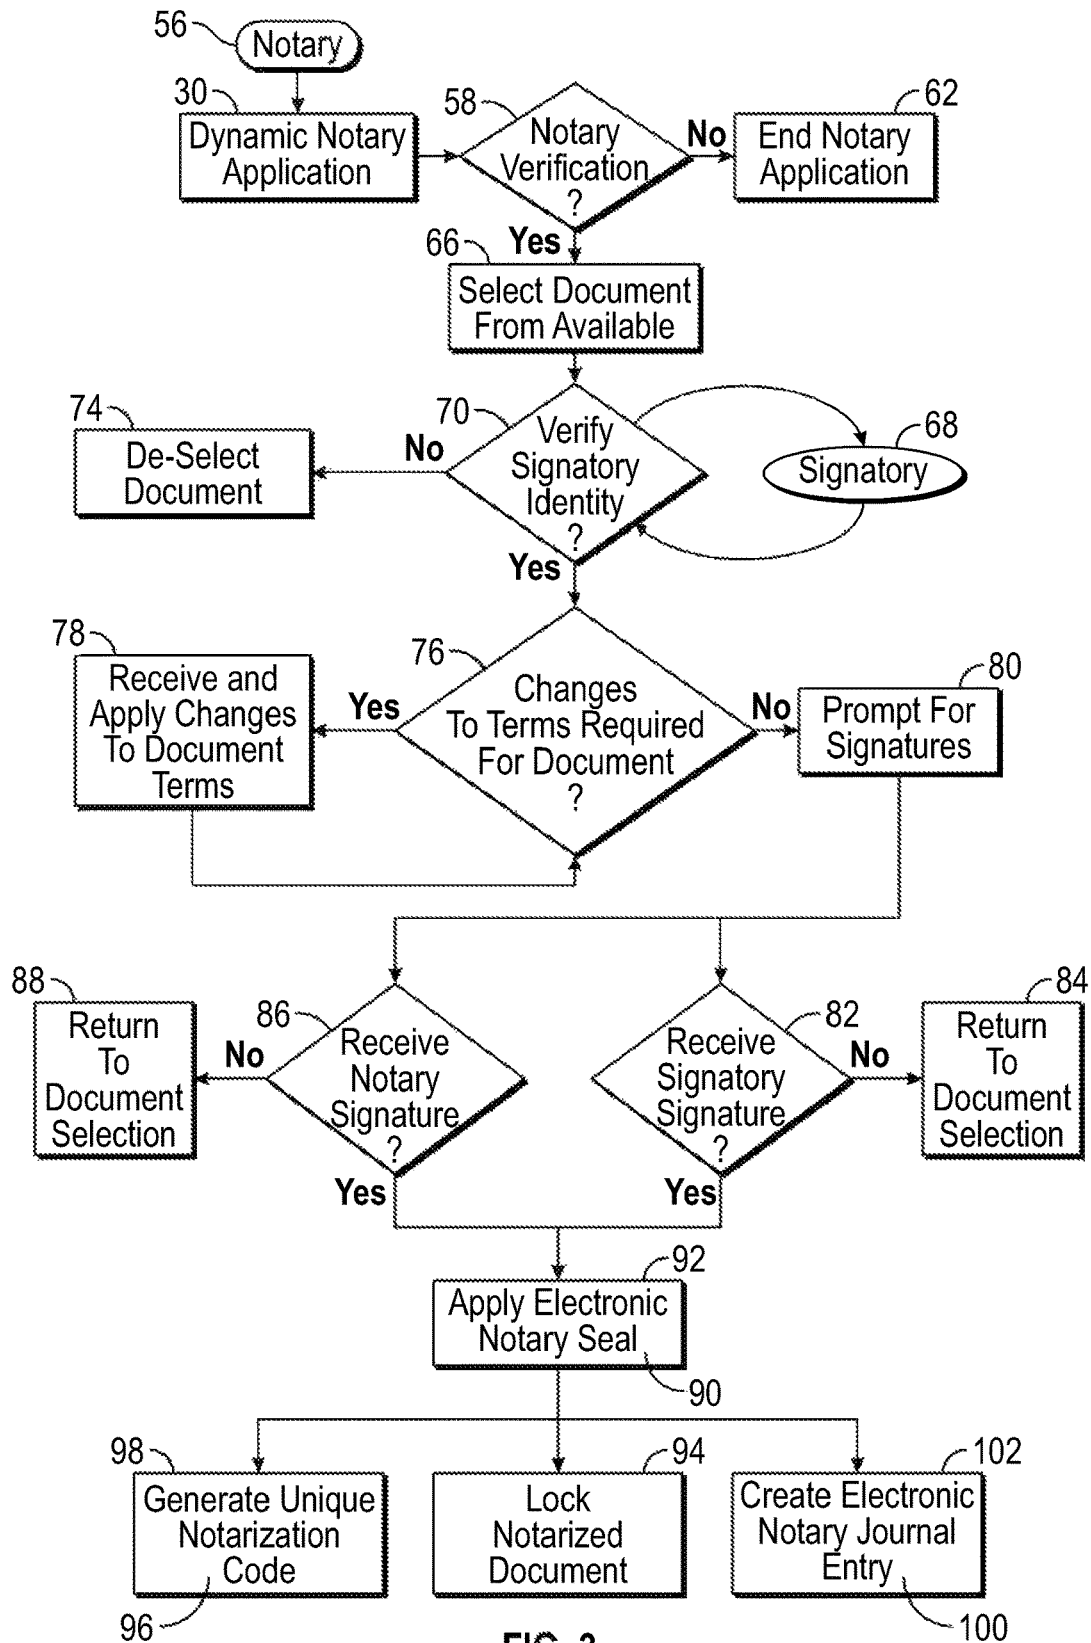 56
Notary
30
Dynamic Notary
Application
58
Notary
Verification
?
No
62
End Notary
Application
Yes
66
Select Document
From Available
74
De-Select
Document
No
70
Verify
Signatory
Identity
?
68
Signatory
Yes
78
Receive and
Apply Changes
To Document
Terms
Yes
76
Changes
To Terms Required
For Document
?
No
80
Prompt For
Signatures
88
Return
To
Document
Selection
No
86
Receive
Notary
Signature
?
Yes
82
Receive
Signatory
Signature
?
Yes
No
84
Return
To
Document
Selection
92
Apply Electronic
Notary Seal
90
98
Generate Unique
Notarization
Code
96
94
Lock
Notarized
Document
102
Create Electronic
Notary Journal
Entry
100